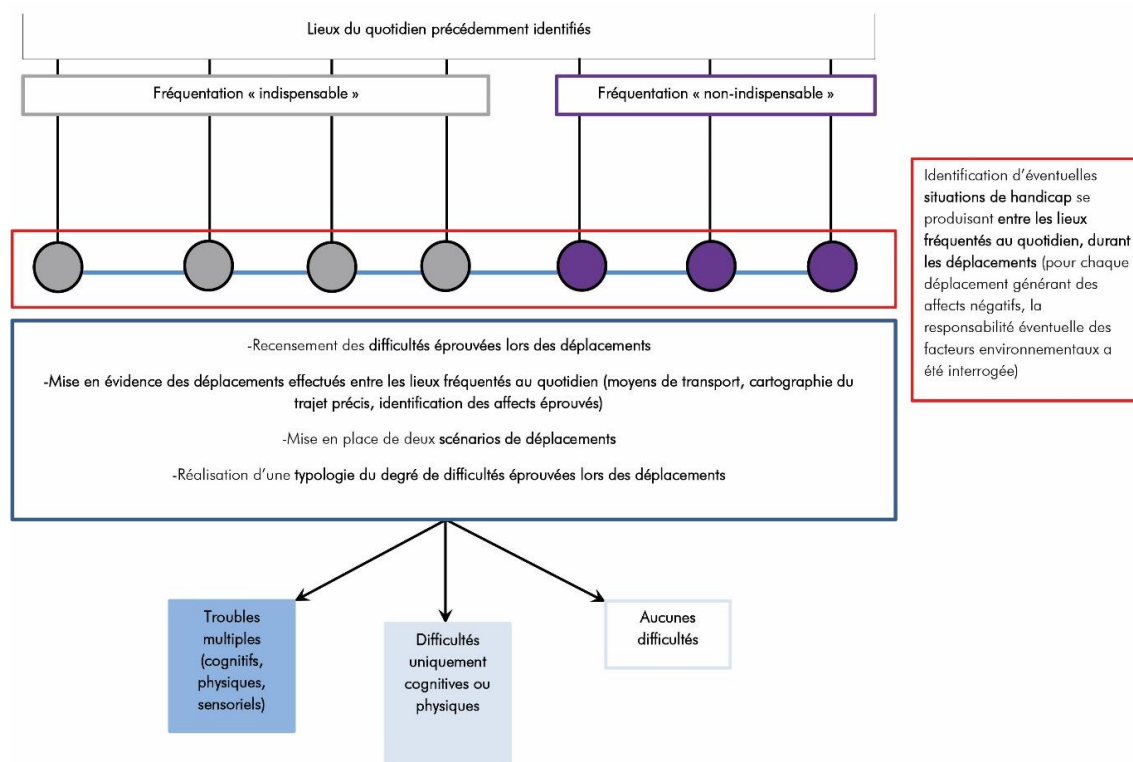 Lieux du quotidien précédemment identifiés
Fréquentation « indispensable »
Fréquentation « non-indispensable »
Identification d’éventuelles
situations de handicap se
produisant entre les lieux
fréquentés au quotidien, durant
les déplacements (pour chaque
déplacement générant des
affects négatifs, la
responsabilité éventuelle des
facteurs environnementaux a
été interrogée)
-Recensement des difficultés éprouvées lors des déplacements
-Mise en évidence des déplacements effectués entre les lieux fréquentés au quotidien (moyens de transport, cartographie du
trajet précis, identification des affects éprouvés)
-Mise en place de deux scénarios de déplacements
-Réalisation d’une typologie du degré de difficultés éprouvées lors des déplacements
Troubles
multiples
(cognitifs,
physiques,
sensoriels)
Difficultés
uniquement
cognitives ou
physiques
Aucunes
difficultés